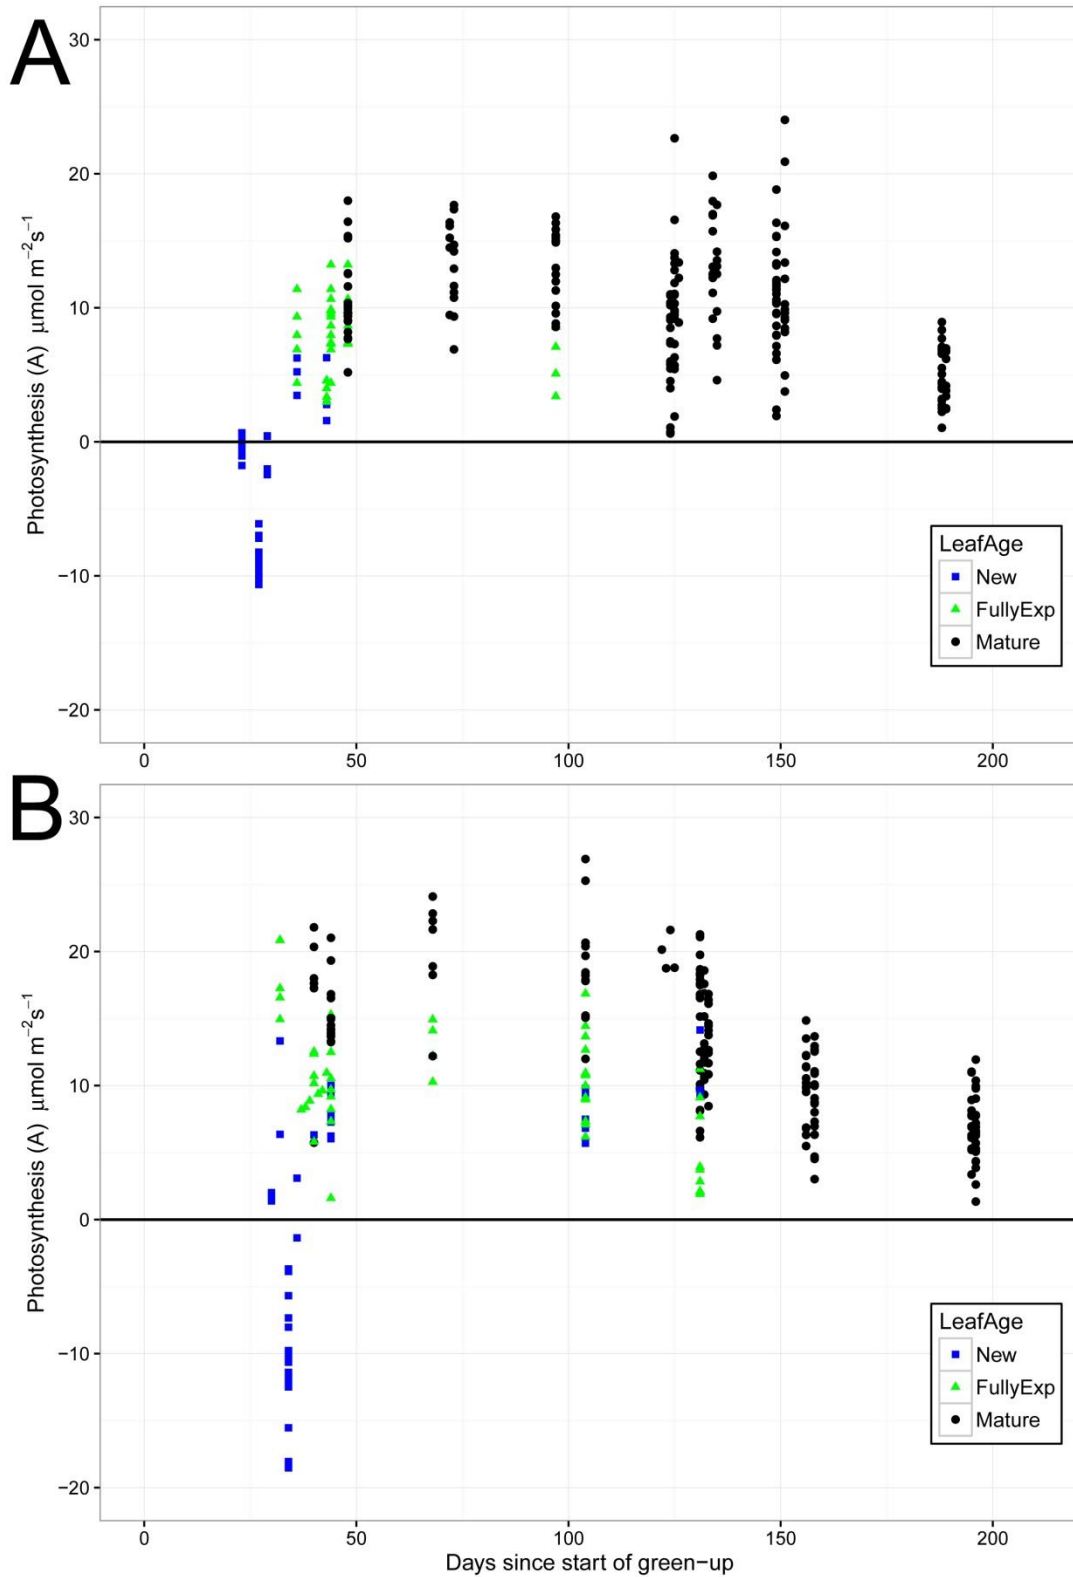 A
30
20
10
0
−10
−20
Photosynthesis (A) μmol m⁻²s⁻¹
LeafAge
New
FullyExp
Mature
0 50 100 150 200
B
30
20
10
0
−10
−20
Photosynthesis (A) μmol m⁻²s⁻¹
LeafAge
New
FullyExp
Mature
0 50 100 150 200
Days since start of green−up